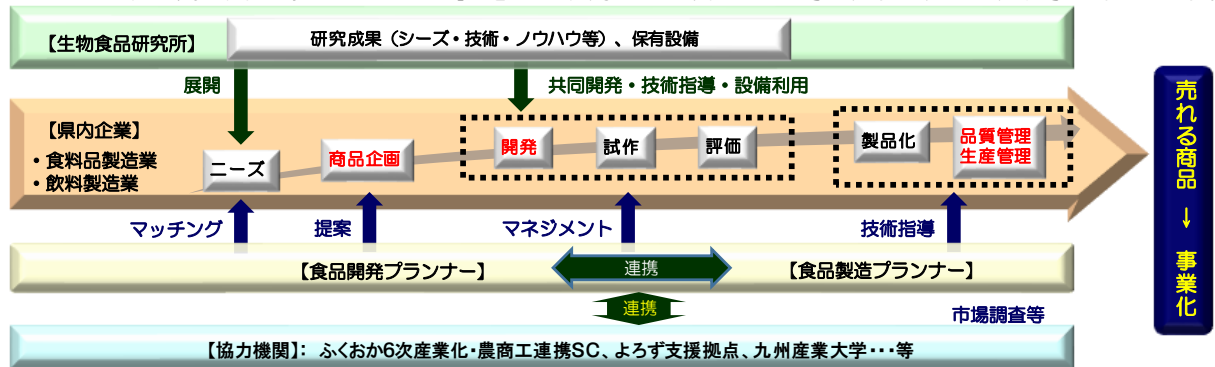 【生物食品研究所】
研究成果(シーズ・技術・ノウハウ等)、保有設備
展開
共同開発・技術指導・設備利用
【県内企業】
・食料品製造業
・飲料製造業
ニーズ
商品企画
開発
試作
評価
製品化
品質管理
生産管理
マッチング
提案
マネジメント
技術指導
【食品開発プランナー】
連携
【食品製造プランナー】
連携
市場調査等
【協力機関】: ふくおか6次産業化・農商工連携SC、よろず支援拠点、九州産業大学・・・等
売れる商品 → 事業化